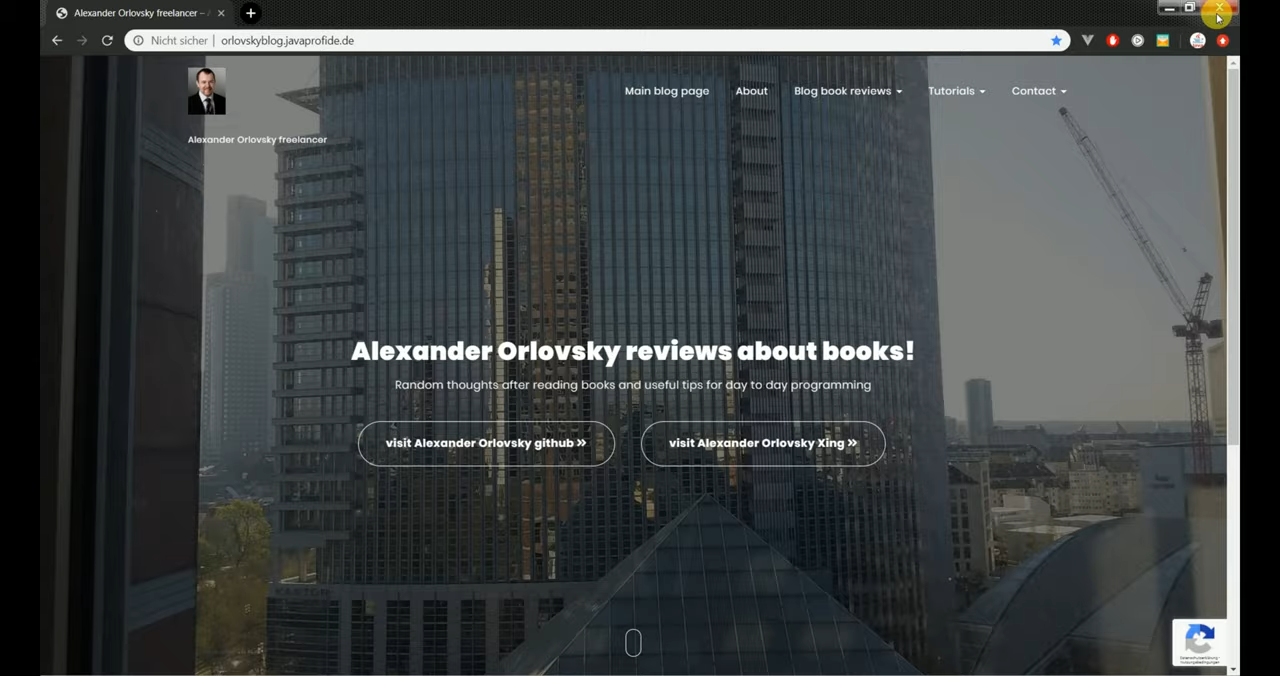 Alexander Orlovsky freelancer –
Nicht sicher | orlovskyblog.javaprofide.de
Main blog page About Blog book reviews Tutorials Contact
Alexander Orlovsky freelancer
Alexander Orlovsky reviews about books!
Random thoughts after reading books and useful tips for day to day programming
visit Alexander Orlovsky github »
visit Alexander Orlovsky Xing »
Datenschutzerklärung -
Nutzungsbedingungen